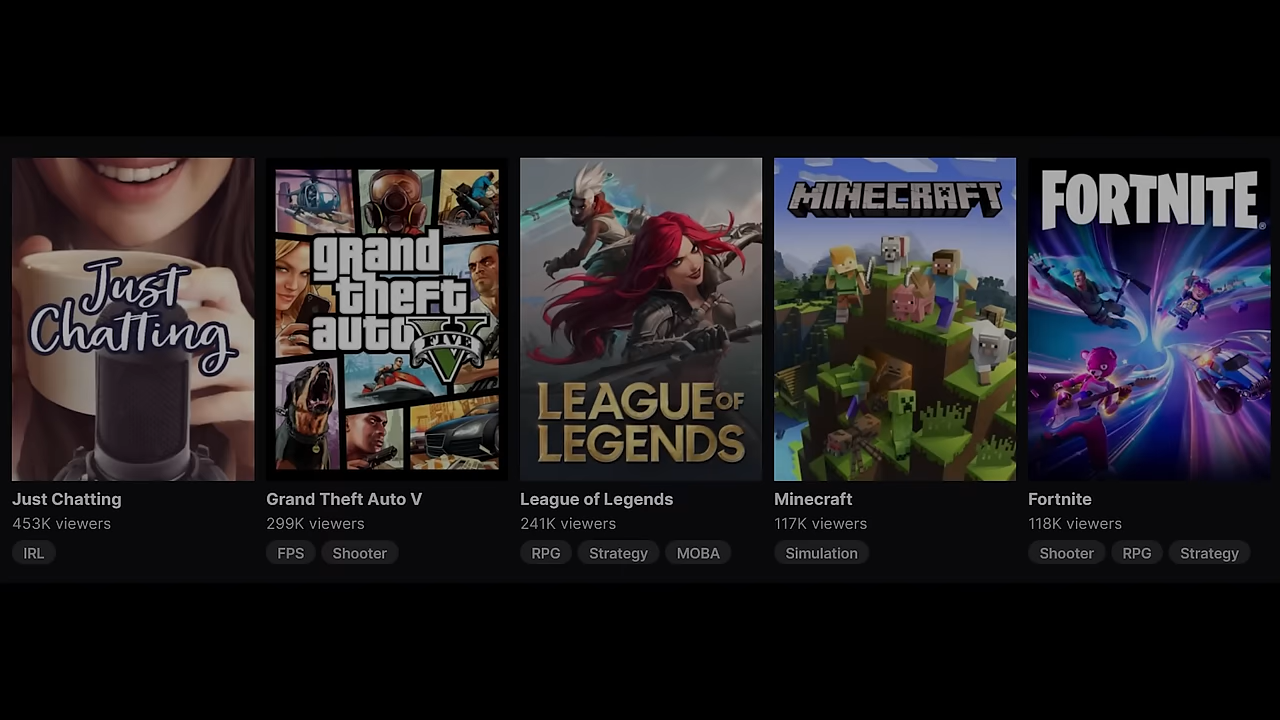 Just
Chatting
grand
theft
auto
FIVE
LEAGUE OF
LEGENDS
MINECRAFT
FORTNITE
Just Chatting
453K viewers
IRL
Grand Theft Auto V
299K viewers
FPS Shooter
League of Legends
241K viewers
RPG Strategy MOBA
Minecraft
117K viewers
Simulation
Fortnite
118K viewers
Shooter RPG Strategy